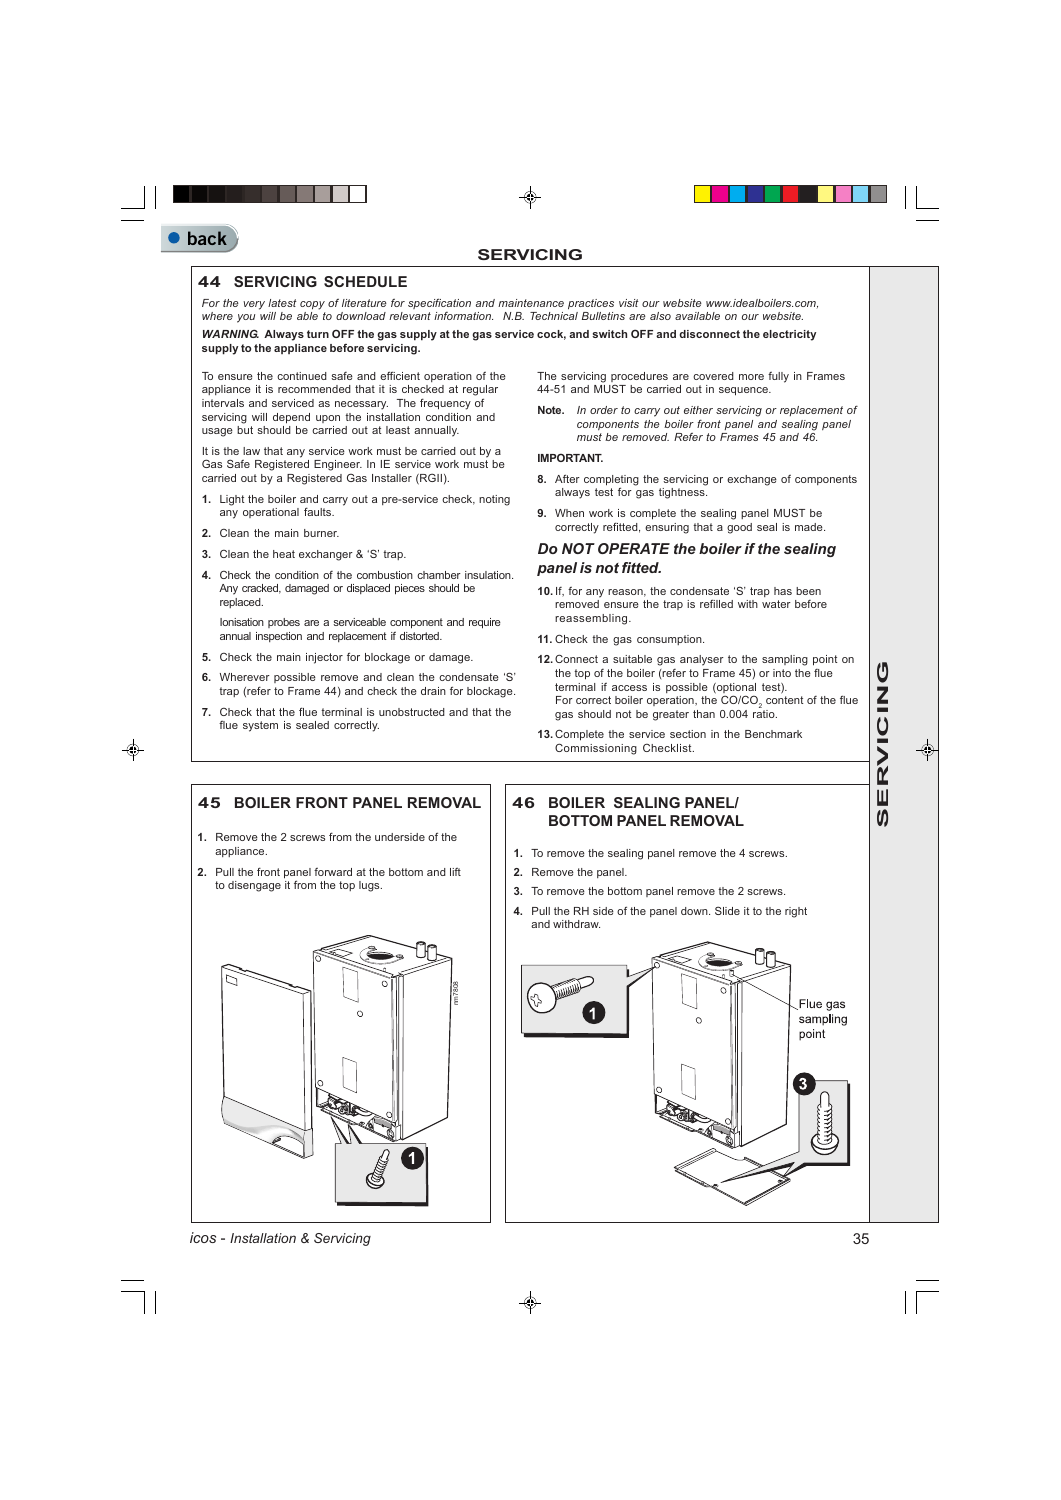 back
SERVICING
44 SERVICING SCHEDULE
For the very latest copy of literature for specification and maintenance practices visit our website www.idealboilers.com,
where you will be able to download relevant information. N.B. Technical Bulletins are also available on our website.
WARNING. Always turn OFF the gas supply at the gas service cock, and switch OFF and disconnect the electricity
supply to the appliance before servicing.
To ensure the continued safe and efficient operation of the
appliance it is recommended that it is checked at regular
intervals and serviced as necessary. The frequency of
servicing will depend upon the installation condition and
usage but should be carried out at least annually.
It is the law that any service work must be carried out by a
Gas Safe Registered Engineer. In IE service work must be
carried out by a Registered Gas Installer (RGII).
1. Light the boiler and carry out a pre-service check, noting
any operational faults.
2. Clean the main burner.
3. Clean the heat exchanger & ‘S’ trap.
4. Check the condition of the combustion chamber insulation.
Any cracked, damaged or displaced pieces should be
replaced.
Ionisation probes are a serviceable component and require
annual inspection and replacement if distorted.
5. Check the main injector for blockage or damage.
6. Wherever possible remove and clean the condensate ‘S’
trap (refer to Frame 44) and check the drain for blockage.
7. Check that the flue terminal is unobstructed and that the
flue system is sealed correctly.
The servicing procedures are covered more fully in Frames
44-51 and MUST be carried out in sequence.
Note. In order to carry out either servicing or replacement of
components the boiler front panel and sealing panel
must be removed. Refer to Frames 45 and 46.
IMPORTANT.
8. After completing the servicing or exchange of components
always test for gas tightness.
9. When work is complete the sealing panel MUST be
correctly refitted, ensuring that a good seal is made.
Do NOT OPERATE the boiler if the sealing
panel is not fitted.
10. If, for any reason, the condensate ‘S’ trap has been
removed ensure the trap is refilled with water before
reassembling.
11. Check the gas consumption.
12. Connect a suitable gas analyser to the sampling point on
the top of the boiler (refer to Frame 45) or into the flue
terminal if access is possible (optional test).
For correct boiler operation, the CO/CO2 content of the flue
gas should not be greater than 0.004 ratio.
13. Complete the service section in the Benchmark
Commissioning Checklist.
SERVICING
45 BOILER FRONT PANEL REMOVAL
1. Remove the 2 screws from the underside of the
appliance.
2. Pull the front panel forward at the bottom and lift
to disengage it from the top lugs.
nm7808
1
46 BOILER SEALING PANEL/
BOTTOM PANEL REMOVAL
1. To remove the sealing panel remove the 4 screws.
2. Remove the panel.
3. To remove the bottom panel remove the 2 screws.
4. Pull the RH side of the panel down. Slide it to the right
and withdraw.
1
Flue gas
sampling
point
3
icos - Installation & Servicing
35